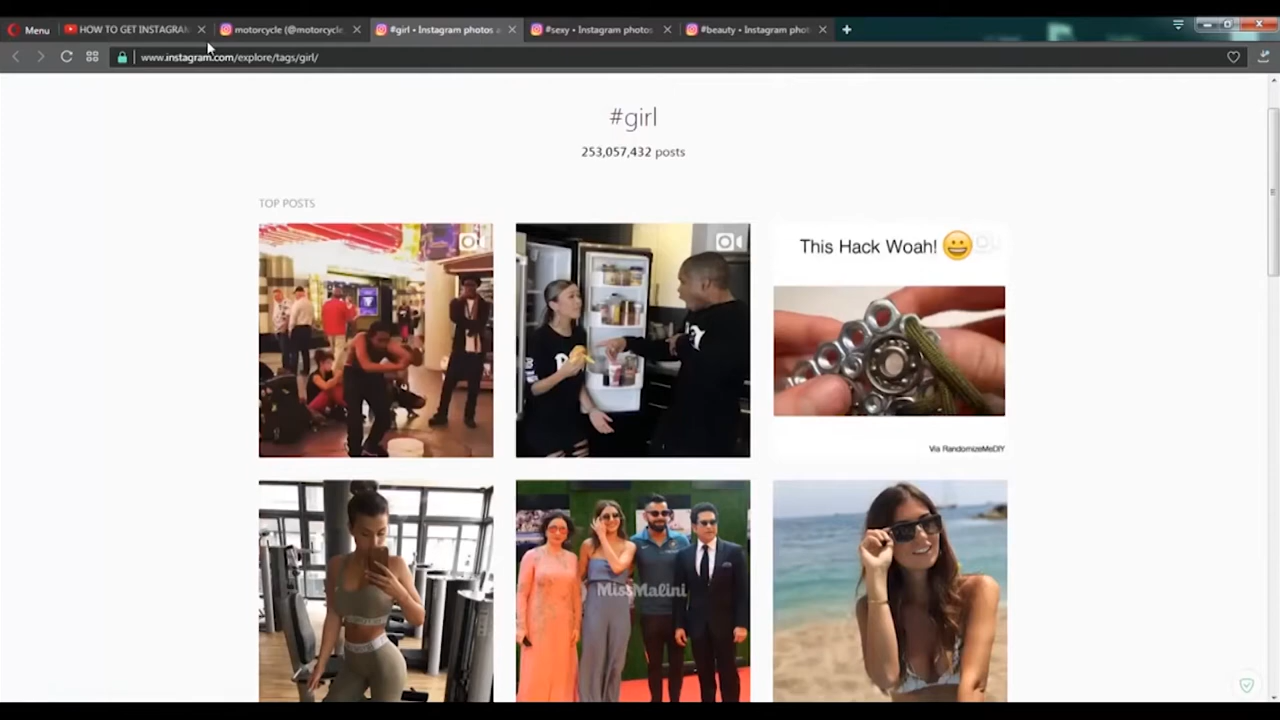 Menu
HOW TO GET INSTAGRAM
motorcycle (@motorcycle
#girl • Instagram photos a
#sexy • Instagram photos
#beauty • Instagram phot
www.instagram.com/explore/tags/girl/
#girl
253,057,432 posts
TOP POSTS
This Hack Woah!
Via RandomizeMeDIY
MissMalini